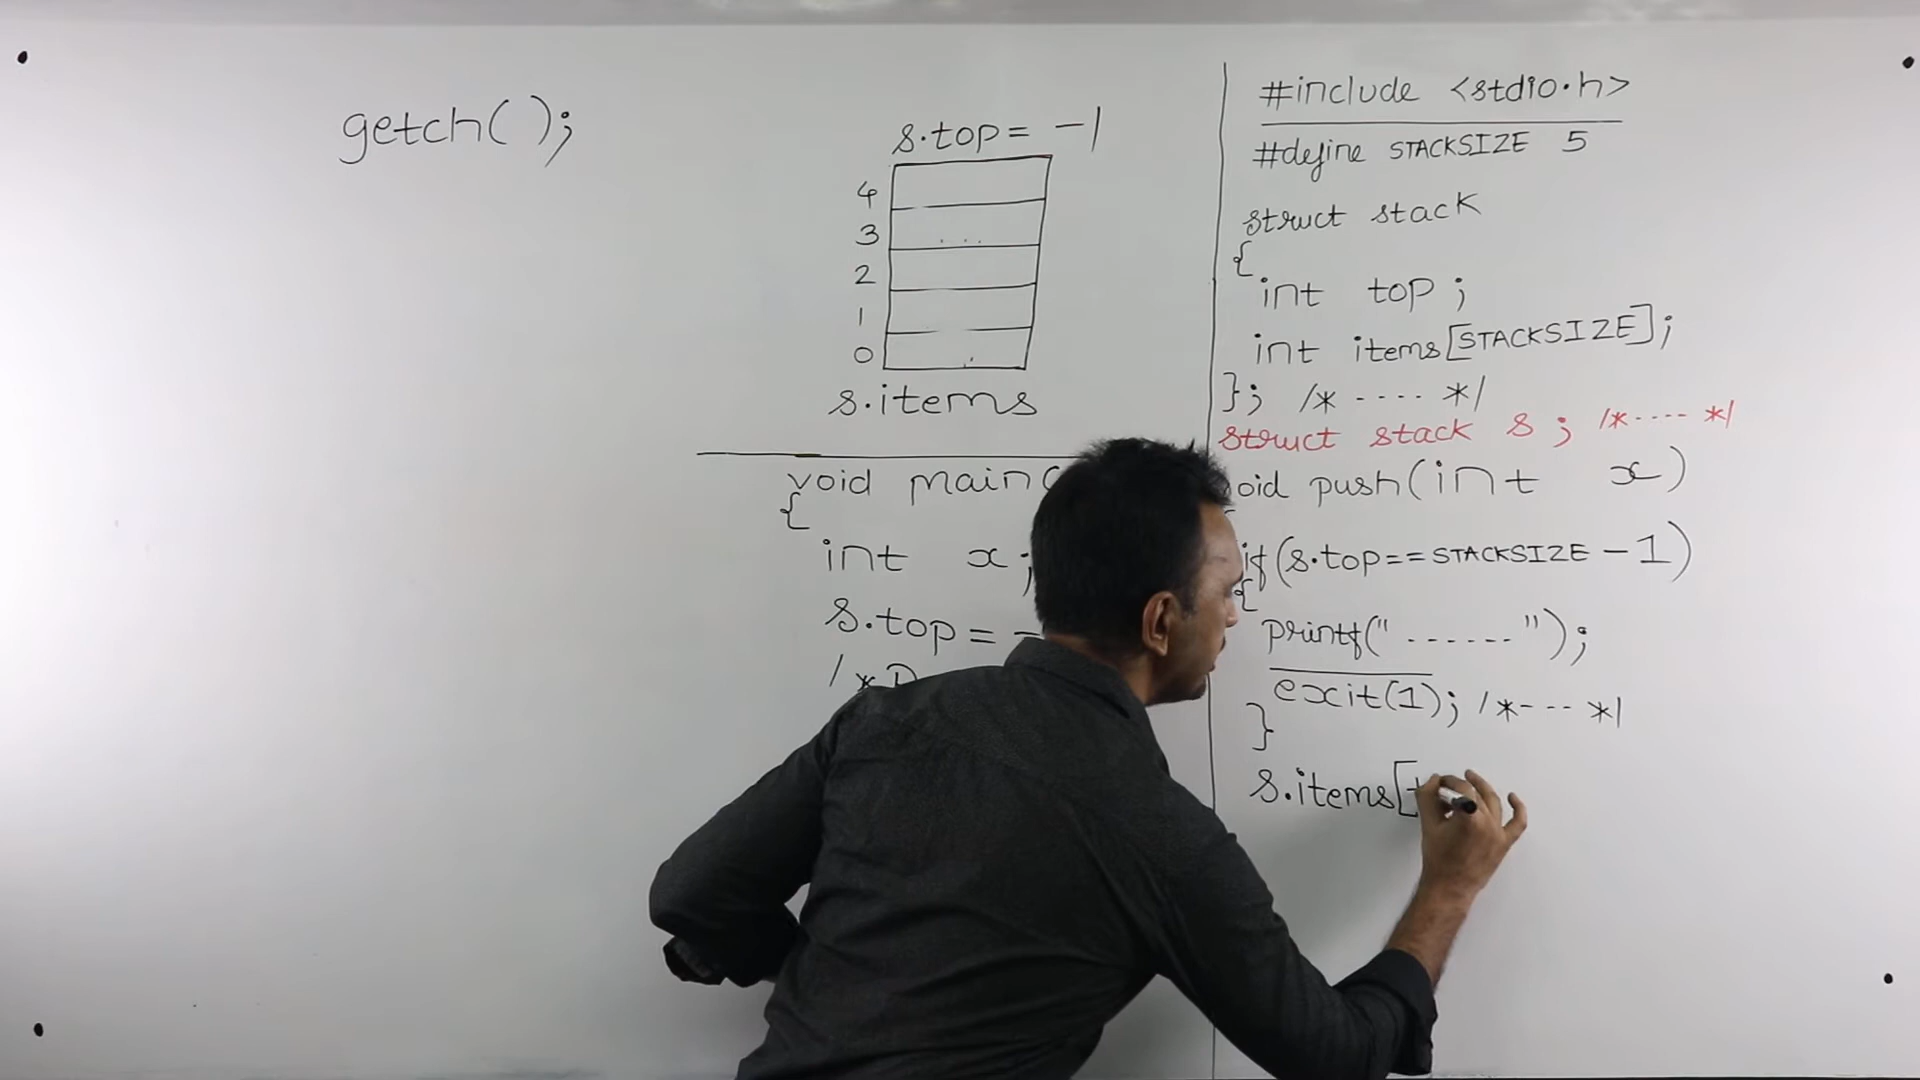 getch( );
s.top= -1
4
3
2
1
0
s.items
void main(
{
int x;
s.top=
#include <stdio.h>
#define STACKSIZE 5
struct stack
{
int top ;
int items[STACKSIZE];
}; /* ---- */
struct stack s ; /*---- */
push(int x)
{
if(s.top==STACKSIZE -1)
{
printf(" ------ ");
exit(1); /*--- */
}
s.items[